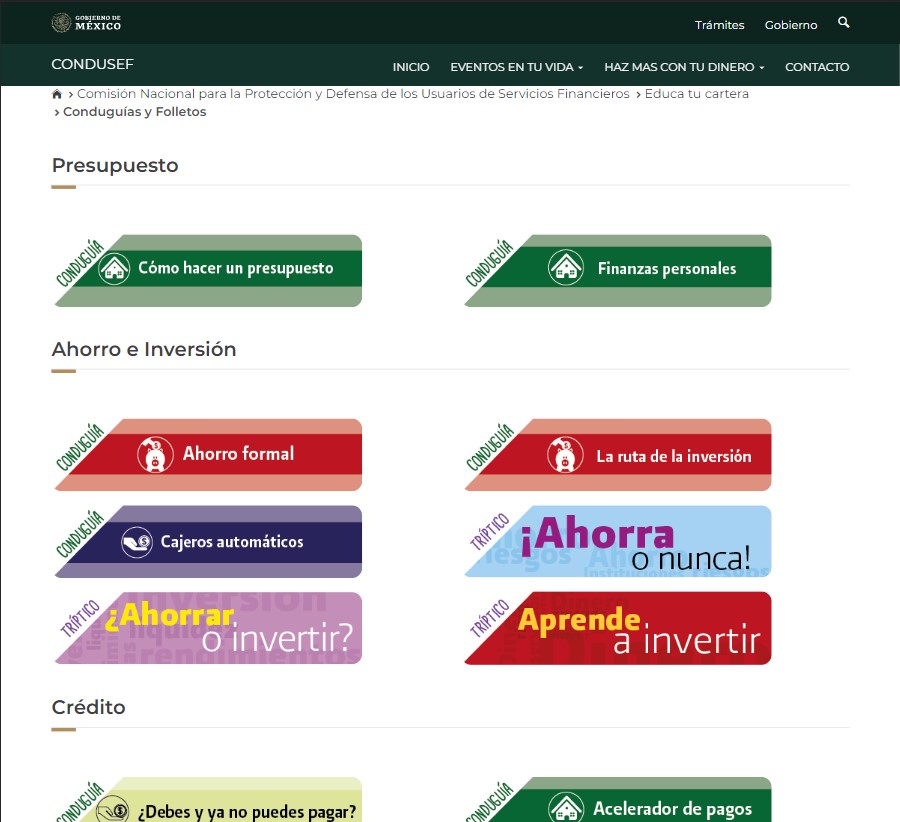 GOBIERNO DE
MÉXICO
Trámites Gobierno
CONDUSEF
INICIO EVENTOS EN TU VIDA HAZ MAS CON TU DINERO CONTACTO
Comisión Nacional para la Protección y Defensa de los Usuarios de Servicios Financieros > Educa tu cartera
> Conduguías y Folletos
Presupuesto
CONDUGUÍA
Cómo hacer un presupuesto
CONDUGUÍA
Finanzas personales
Ahorro e Inversión
CONDUGUÍA
Ahorro formal
CONDUGUÍA
La ruta de la inversión
CONDUGUÍA
Cajeros automáticos
TRÍPTICO
¡Ahorra
o nunca!
TRÍPTICO
¿Ahorrar
o invertir?
TRÍPTICO
Aprende
a invertir
Crédito
CONDUGUÍA
¿Debes y ya no puedes pagar?
CONDUGUÍA
Acelerador de pagos